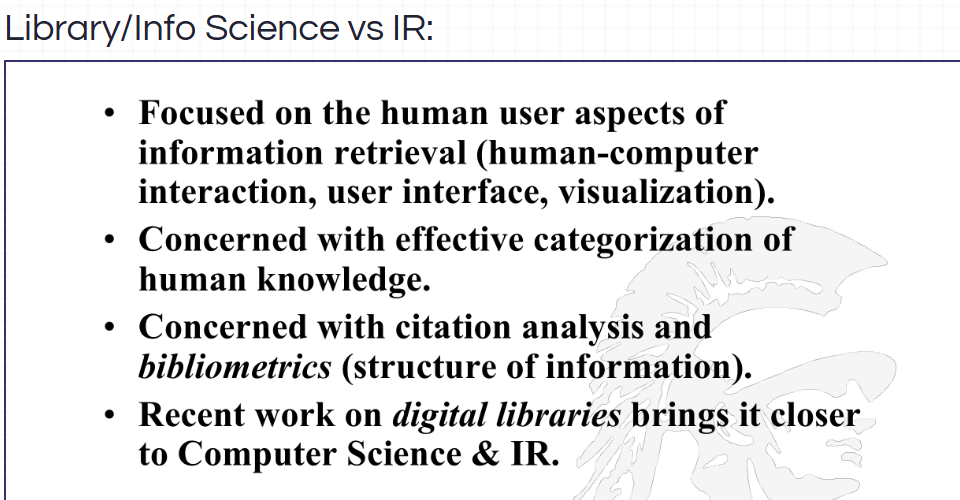 Library/Info Science vs IR:
• Focused on the human user aspects of
information retrieval (human-computer
interaction, user interface, visualization).
• Concerned with effective categorization of
human knowledge.
• Concerned with citation analysis and
bibliometrics (structure of information).
• Recent work on digital libraries brings it closer
to Computer Science & IR.